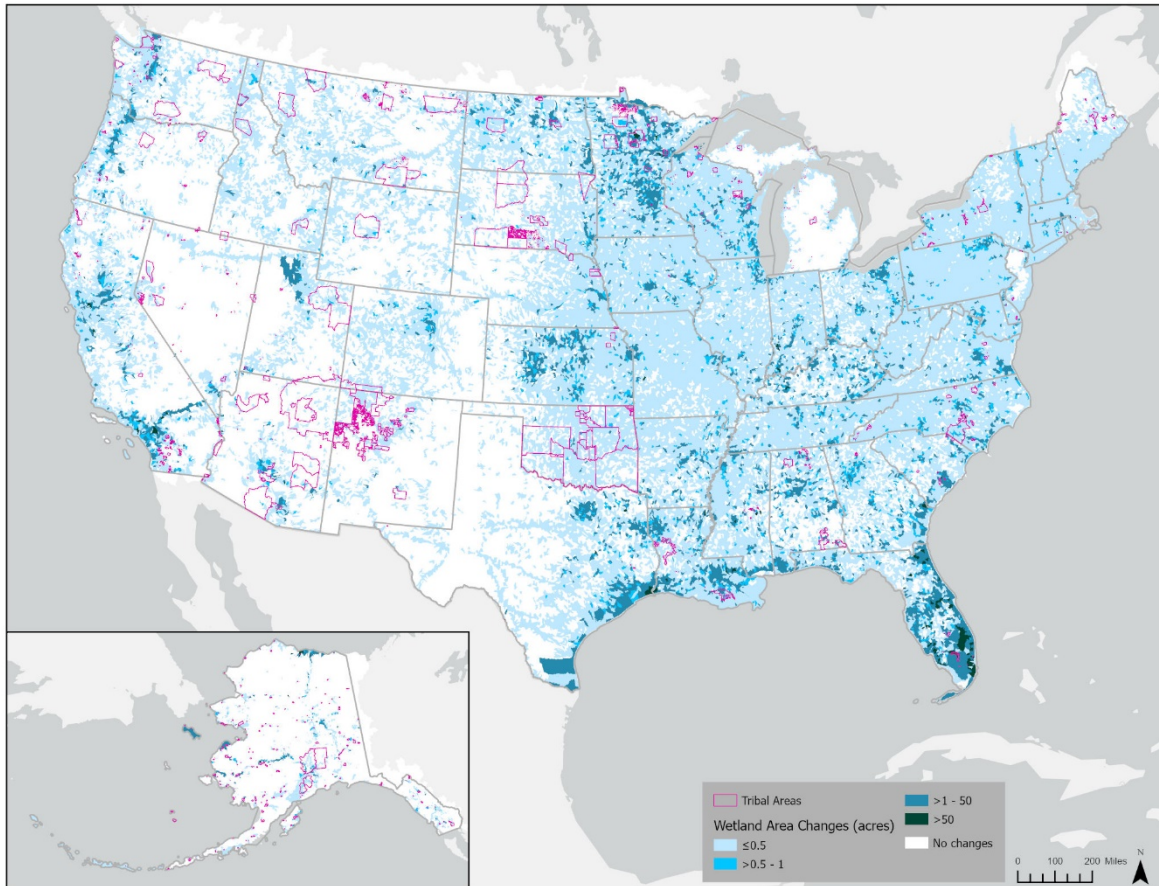 Tribal Areas
Wetland Area Changes (acres)
≤0.5
>0.5 - 1
>1 - 50
>50
No changes
N
0 100 200 Miles